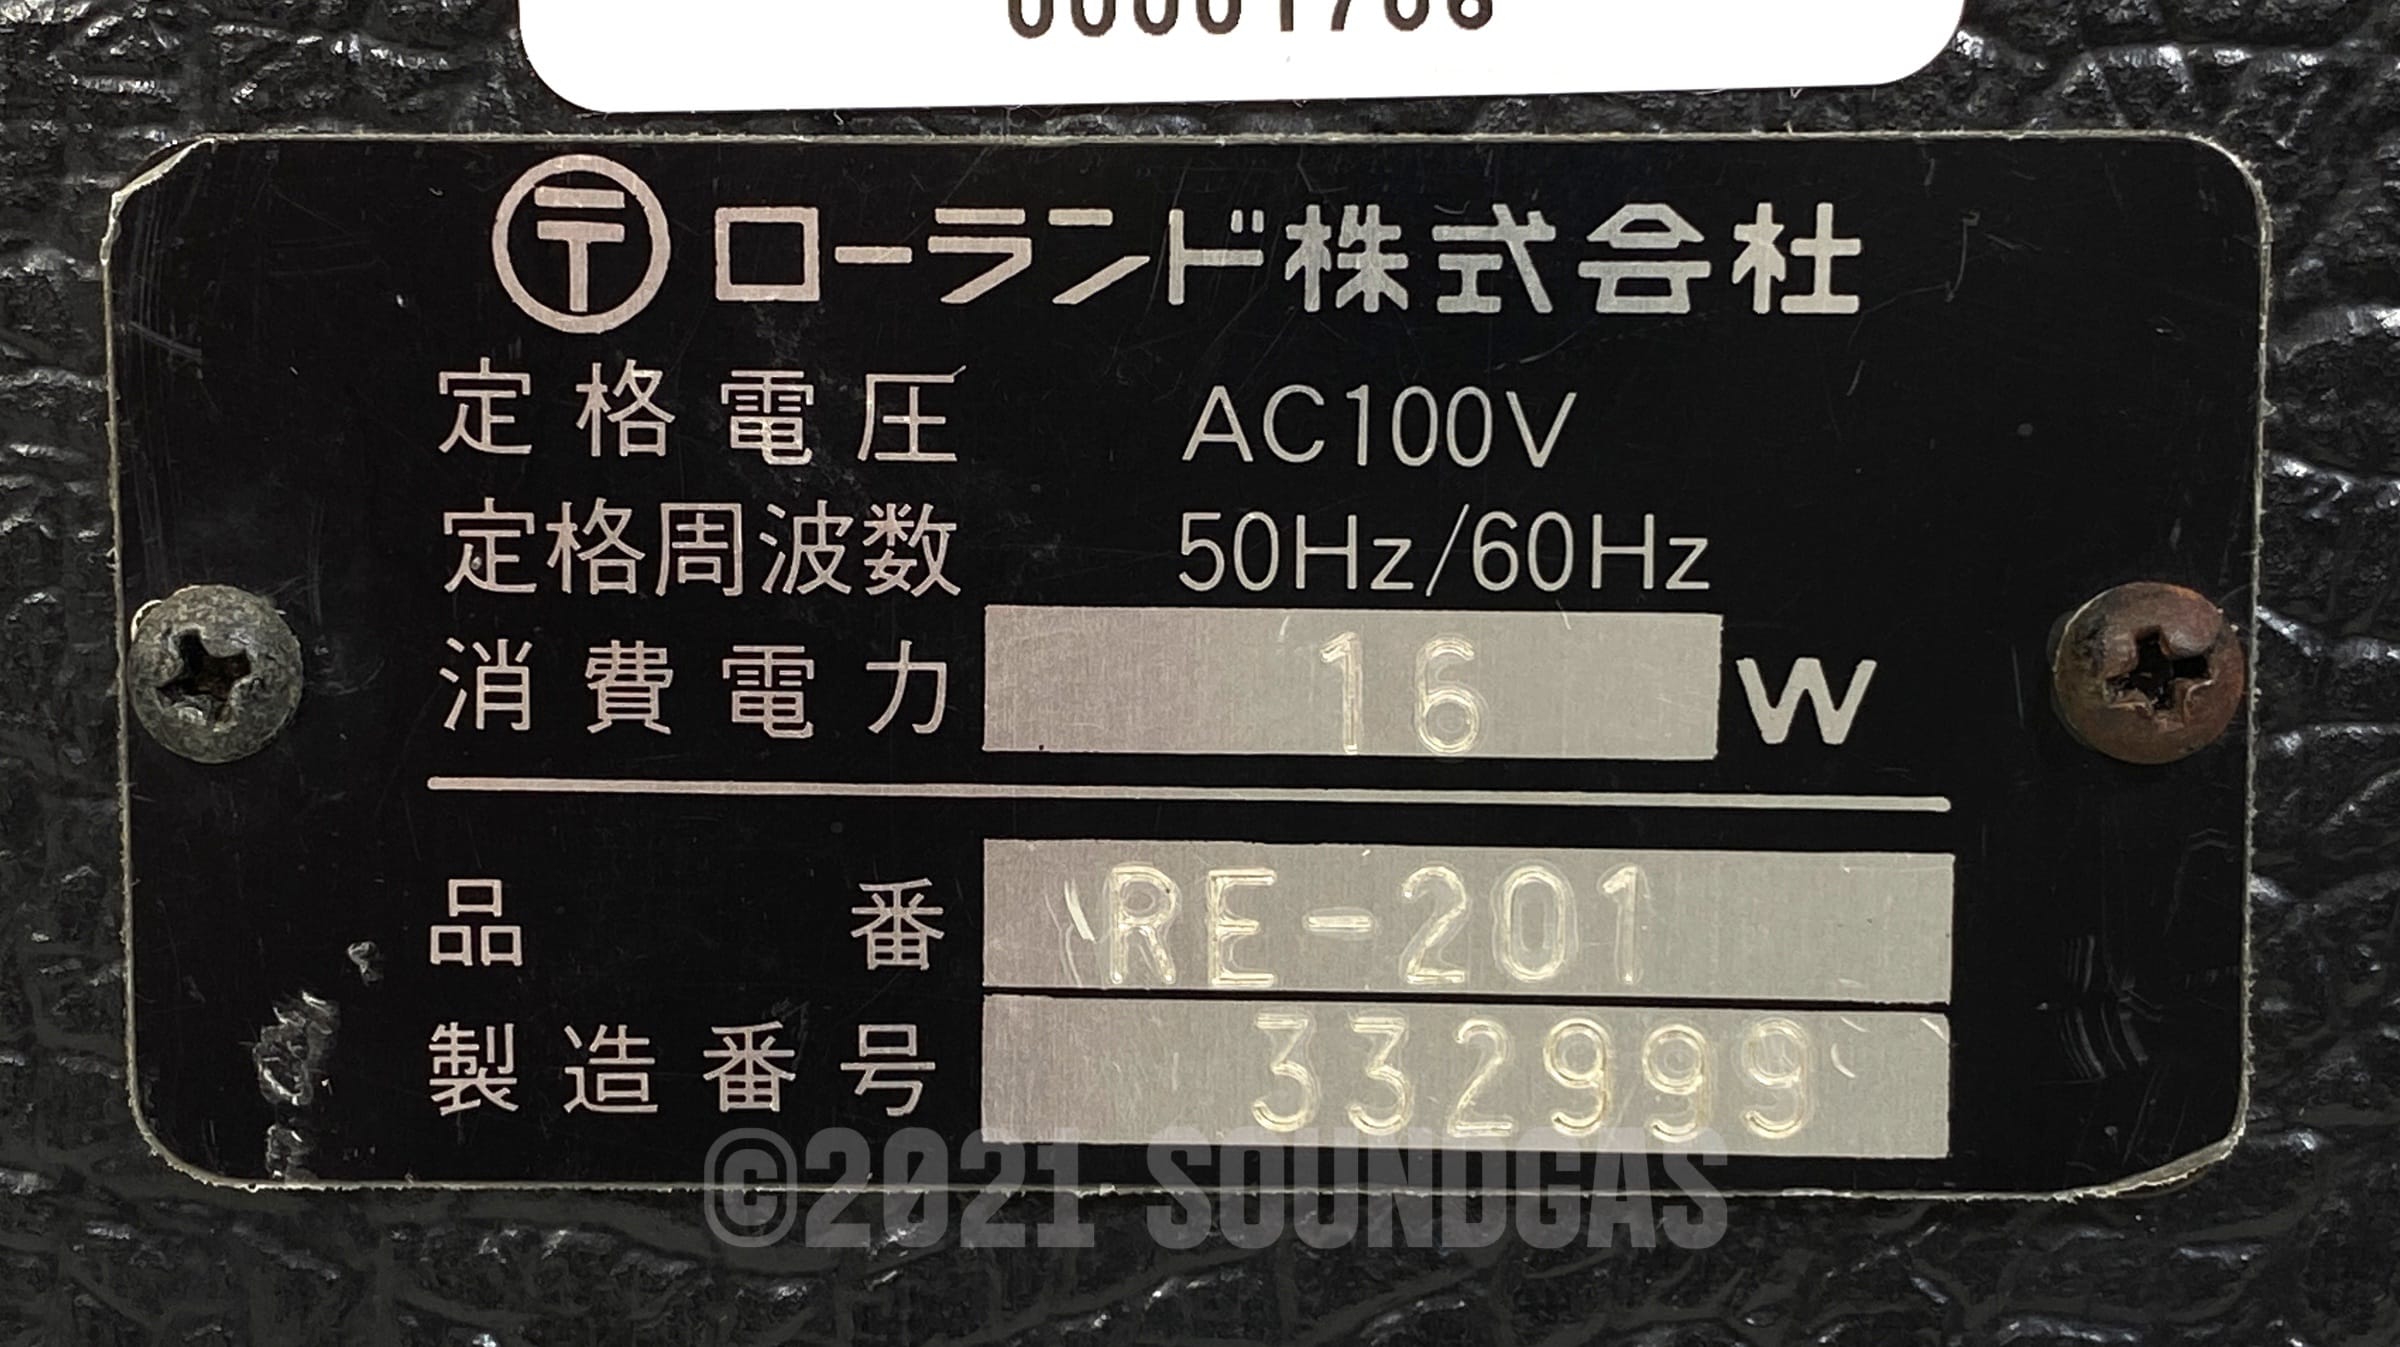 〶 ローランド株式会社
定格電圧 AC100V
定格周波数 50Hz/60Hz
消費電力 16 W
品番 RE-201
製造番号 332999
©2021 SOUNDGAS